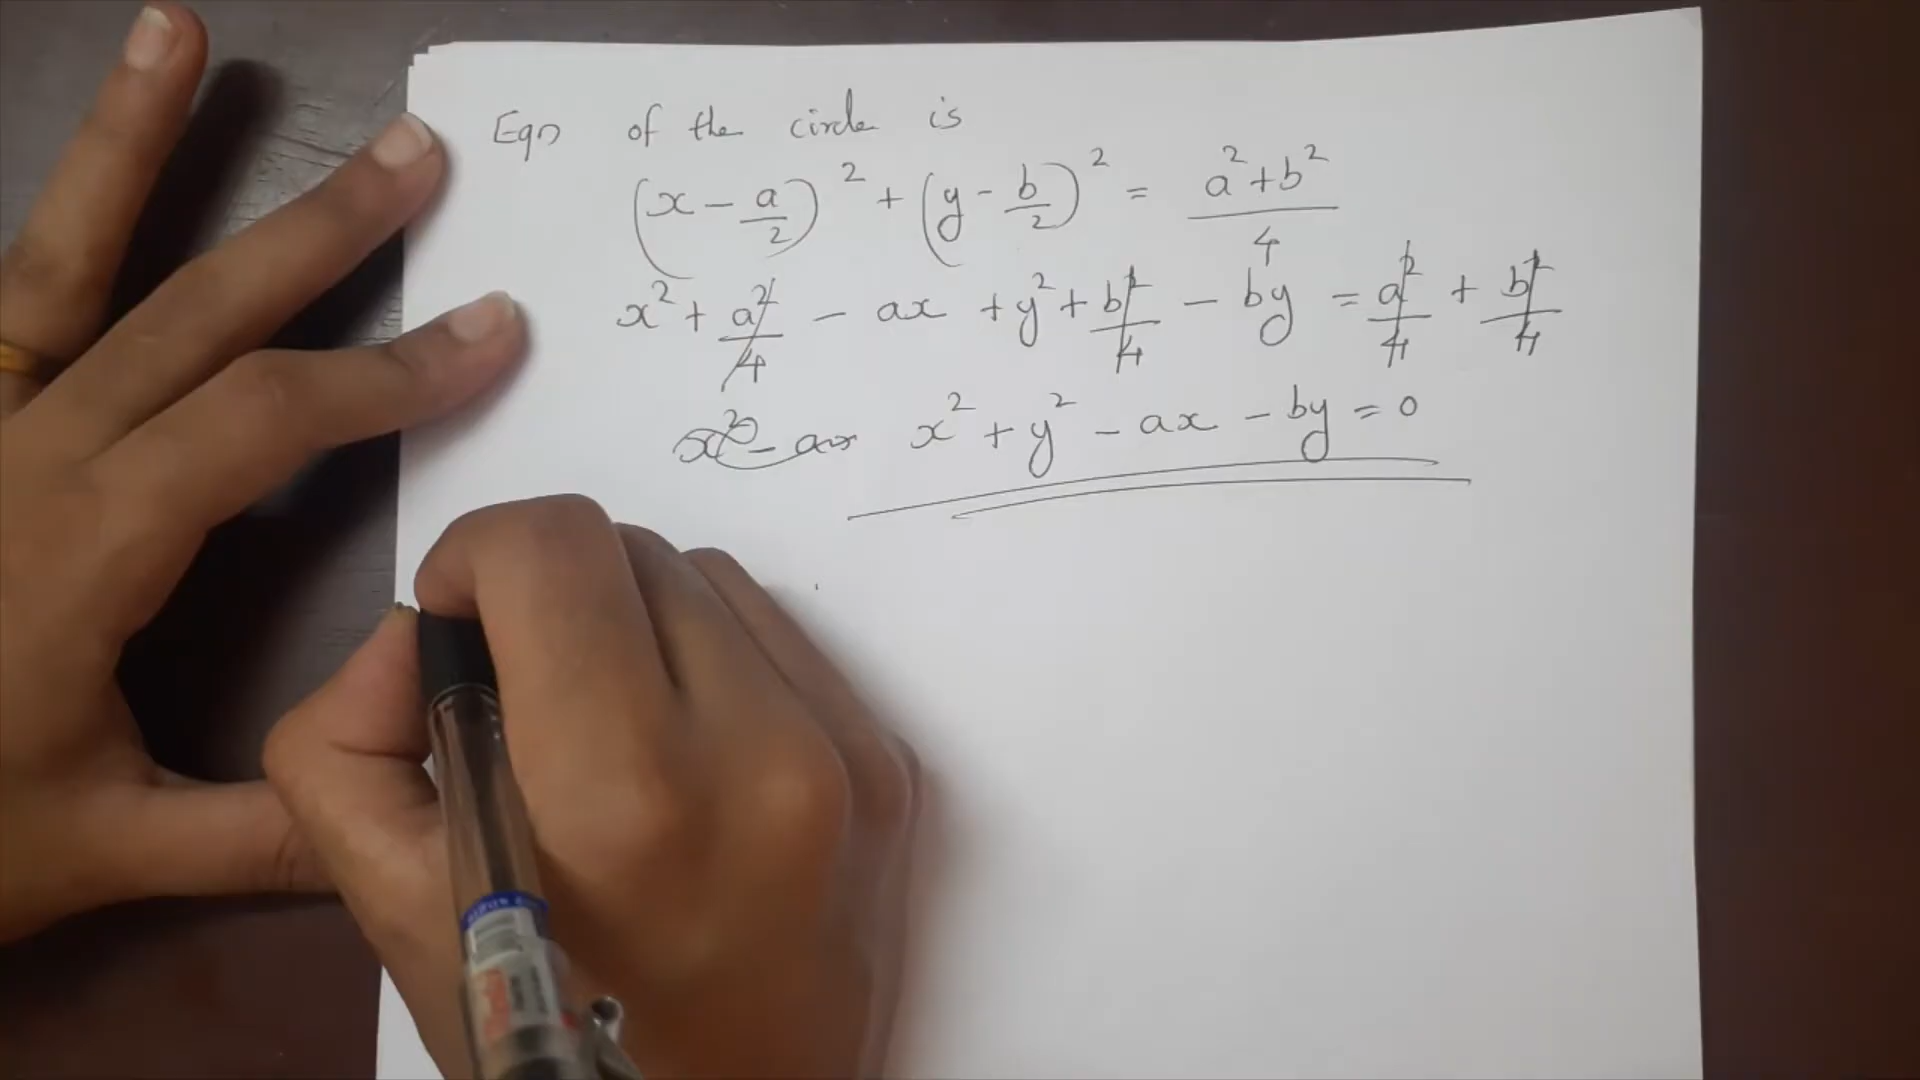 Eqn of the circle is
(x - a/2)² + (y - b/2)² = (a² + b²)/4
x² + a²/4 - ax + y² + b²/4 - by = a²/4 + b²/4
x² - ax x² + y² - ax - by = 0